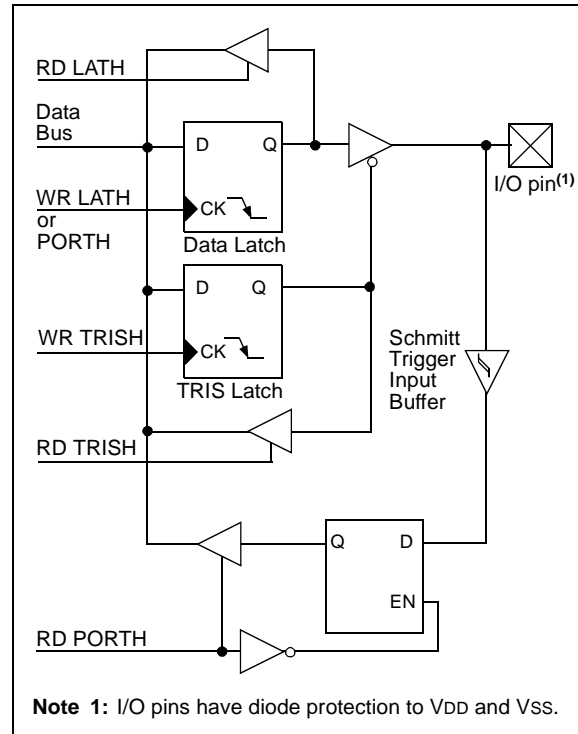 RD LATH
Data
Bus
D
Q
I/O pin(1)
WR LATH
or
PORTH
CK
Data Latch
D
Q
WR TRISH
CK
TRIS Latch
Schmitt
Trigger
Input
Buffer
RD TRISH
Q
D
EN
RD PORTH
Note 1: I/O pins have diode protection to VDD and VSS.